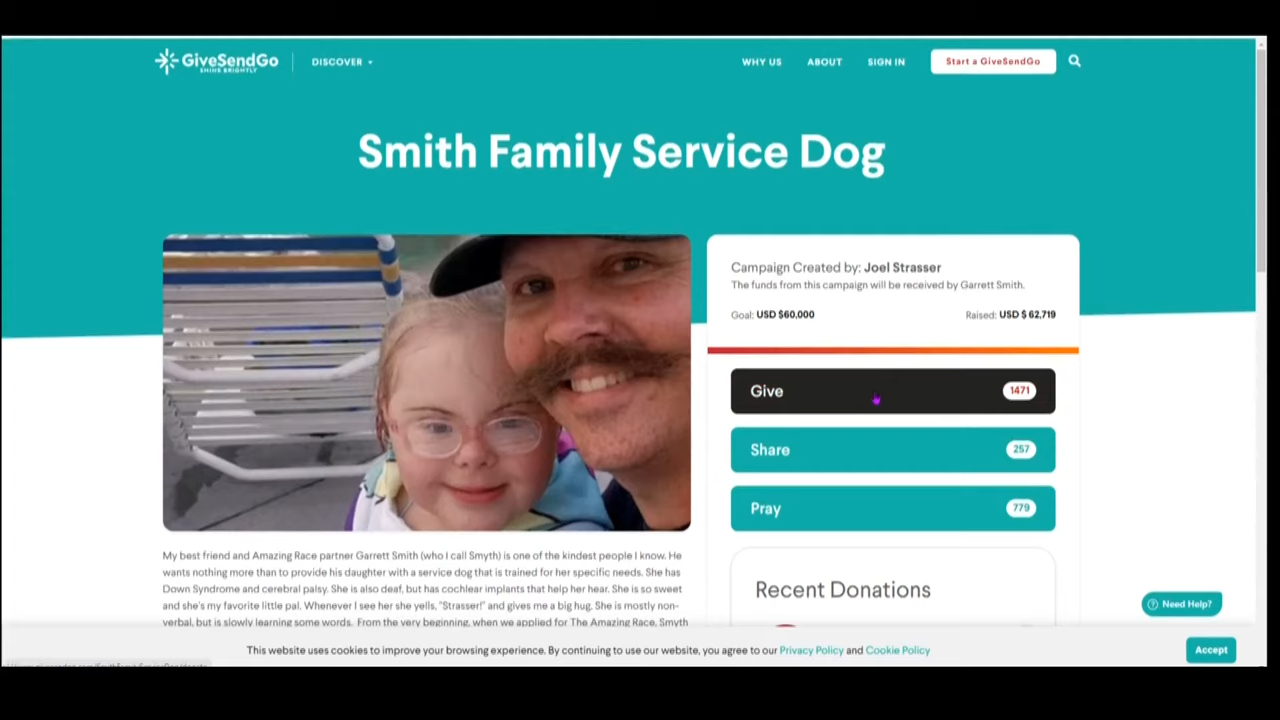 GiveSendGo
SHINE BRIGHTLY
DISCOVER
WHY US
ABOUT
SIGN IN
Start a GiveSendGo
Smith Family Service Dog
Campaign Created by: Joel Strasser
The funds from this campaign will be received by Garrett Smith.
Goal: USD $60,000
Raised: USD $ 62,719
Give 1471
Share 257
Pray 779
Recent Donations
My best friend and Amazing Race partner Garrett Smith (who I call Smyth) is one of the kindest people I know. He
wants nothing more than to provide his daughter with a service dog that is trained for her specific needs. She has
Down Syndrome and cerebral palsy. She is also deaf, but has cochlear implants that help her hear. She is so sweet
and she's my favorite little pal. Whenever I see her she yells, "Strasser!" and gives me a big hug. She is mostly non-
verbal, but is slowly learning some words. From the very beginning, when we applied for The Amazing Race, Smyth
Need Help?
This website uses cookies to improve your browsing experience. By continuing to use our website, you agree to our Privacy Policy and Cookie Policy
Accept